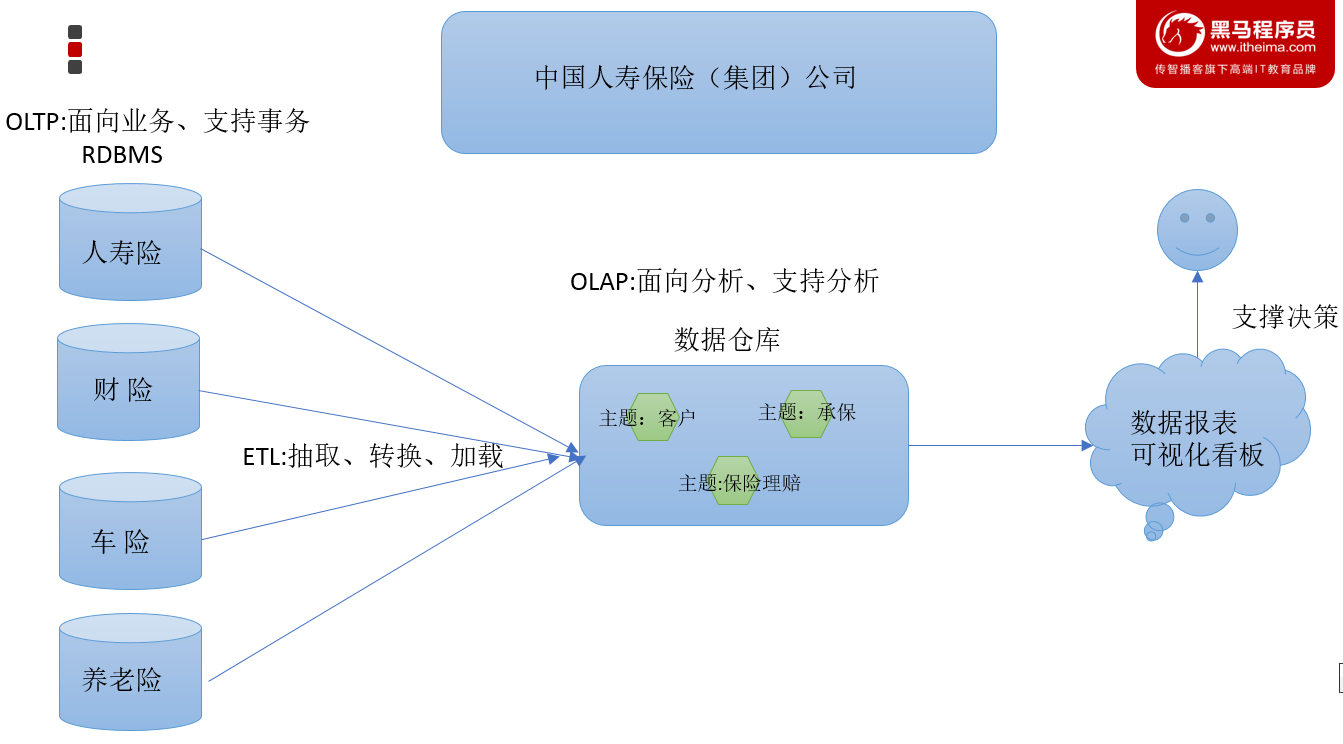 中国人寿保险（集团）公司
黑马程序员
www.itheima.com
传智播客旗下高端IT教育品牌
OLTP:面向业务、支持事务
RDBMS
人寿险
财 险
车 险
养老险
ETL:抽取、转换、加载
OLAP:面向分析、支持分析
数据仓库
主题：客户
主题：承保
主题:保险理赔
支撑决策
数据报表
可视化看板